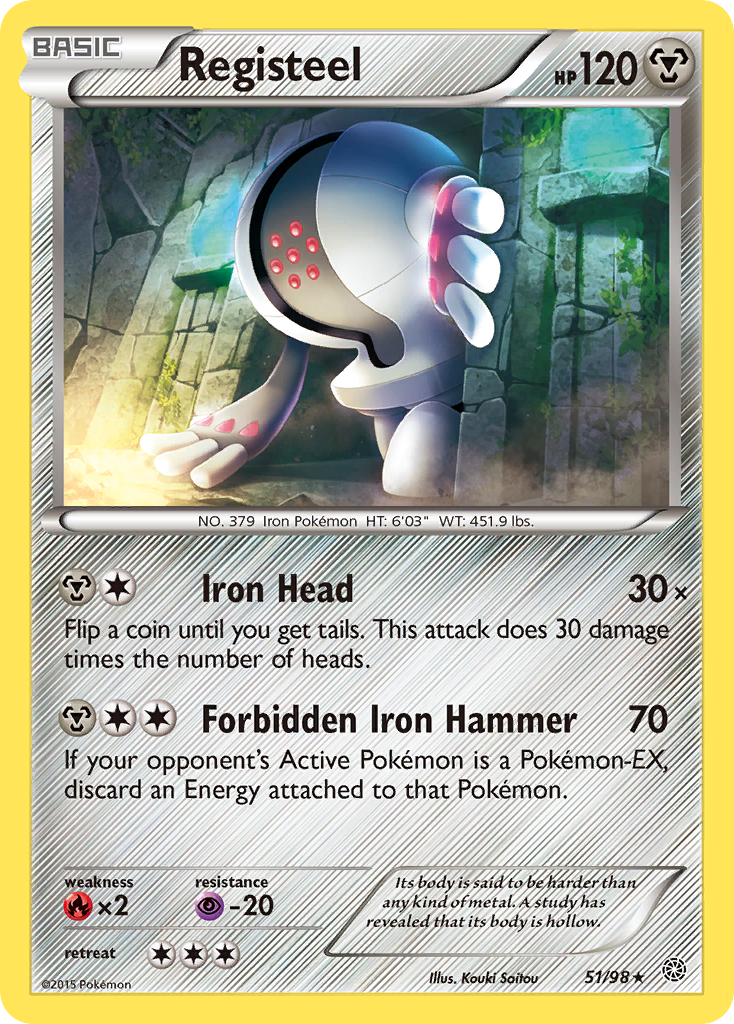 BASIC
Registeel
HP120
NO. 379 Iron Pokémon HT: 6'03" WT: 451.9 lbs.
Iron Head 30×
Flip a coin until you get tails. This attack does 30 damage
times the number of heads.
Forbidden Iron Hammer 70
If your opponent's Active Pokémon is a Pokémon-EX,
discard an Energy attached to that Pokémon.
weakness resistance
×2 -20
retreat
Its body is said to be harder than
any kind of metal. A study has
revealed that its body is hollow.
©2015 Pokémon Illus. Kouki Saitou 51/98★